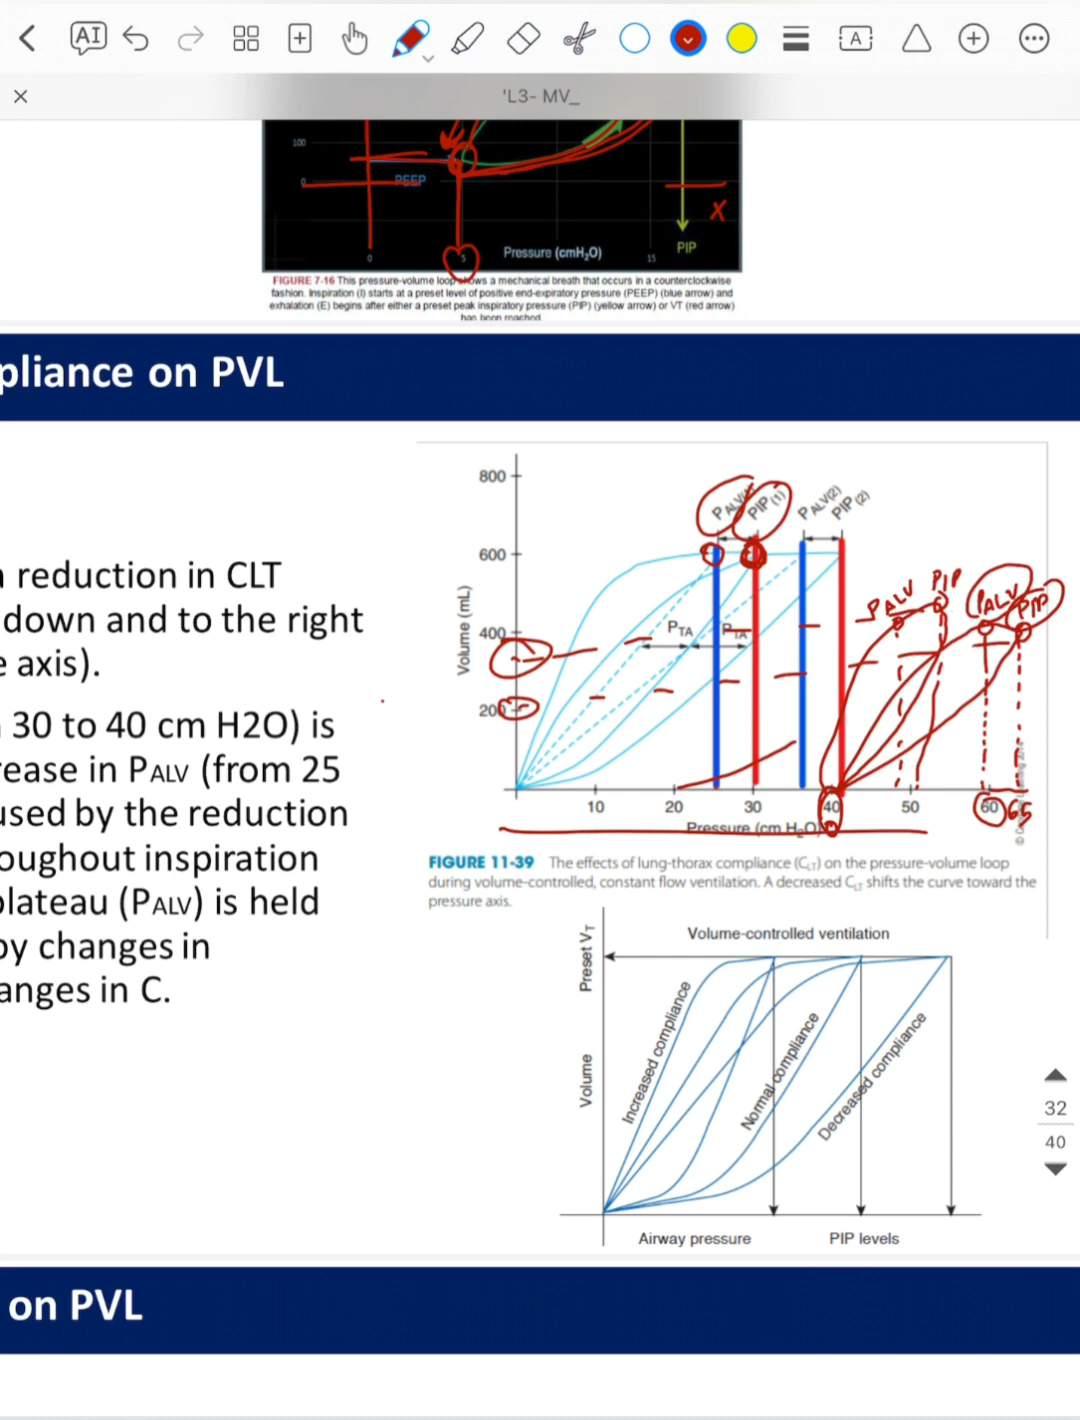 AI
A
'L3- MV_
100
0
PEEP
0
5
Pressure (cmH₂O)
15
PIP
X
FIGURE 7-16 This pressure-volume loop shows a mechanical breath that occurs in a counterclockwise
fashion. Inspiration (I) starts at a preset level of positive end-expiratory pressure (PEEP) (blue arrow) and
exhalation (E) begins after either a preset peak inspiratory pressure (PIP) (yellow arrow) or VT (red arrow)
has been reached
pliance on PVL
reduction in CLT
down and to the right
axis).
30 to 40 cm H2O) is
ease in PALV (from 25
used by the reduction
oughout inspiration
plateau (PALV) is held
by changes in
anges in C.
Volume (mL)
800
600
400
200
PALV(1)
PIP (1)
PALV(2)
PIP (2)
PTA
PTA
PALV
PIP
PALV
PIP
10
20
30
40
50
60
65
Pressure (cm H₂O)
FIGURE 11-39 The effects of lung-thorax compliance (CLT) on the pressure-volume loop
during volume-controlled, constant flow ventilation. A decreased CLT shifts the curve toward the
pressure axis.
Volume-controlled ventilation
Preset VT
Volume
Increased compliance
Normal compliance
Decreased compliance
Airway pressure
PIP levels
32
40
on PVL